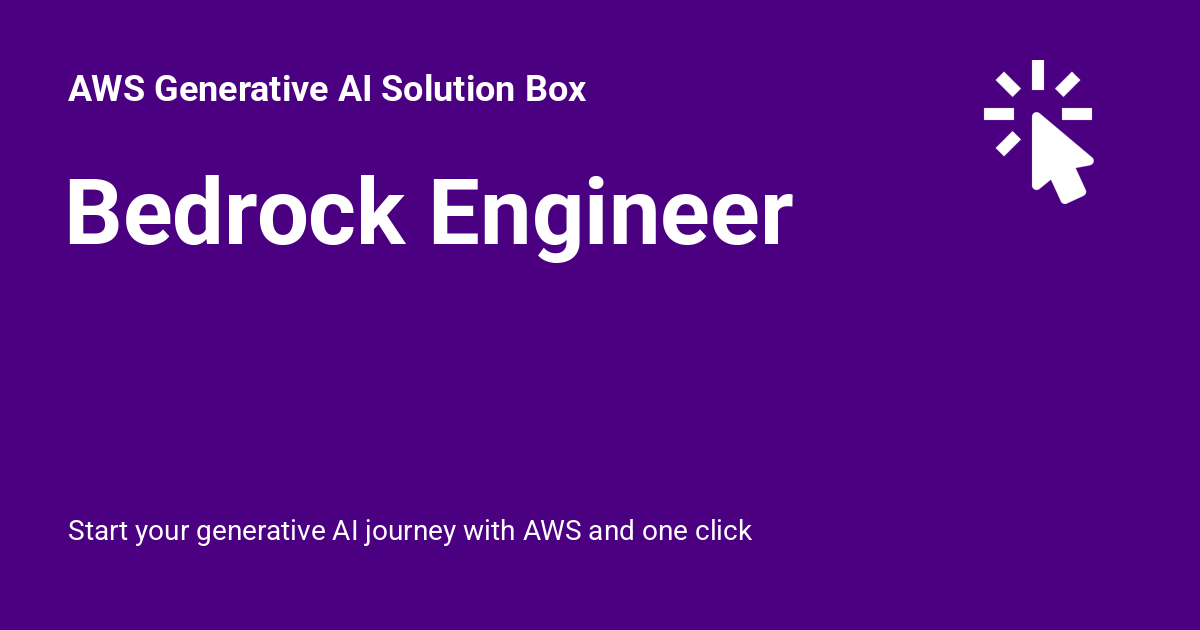 AWS Generative AI Solution Box
Bedrock Engineer
Start your generative AI journey with AWS and one click